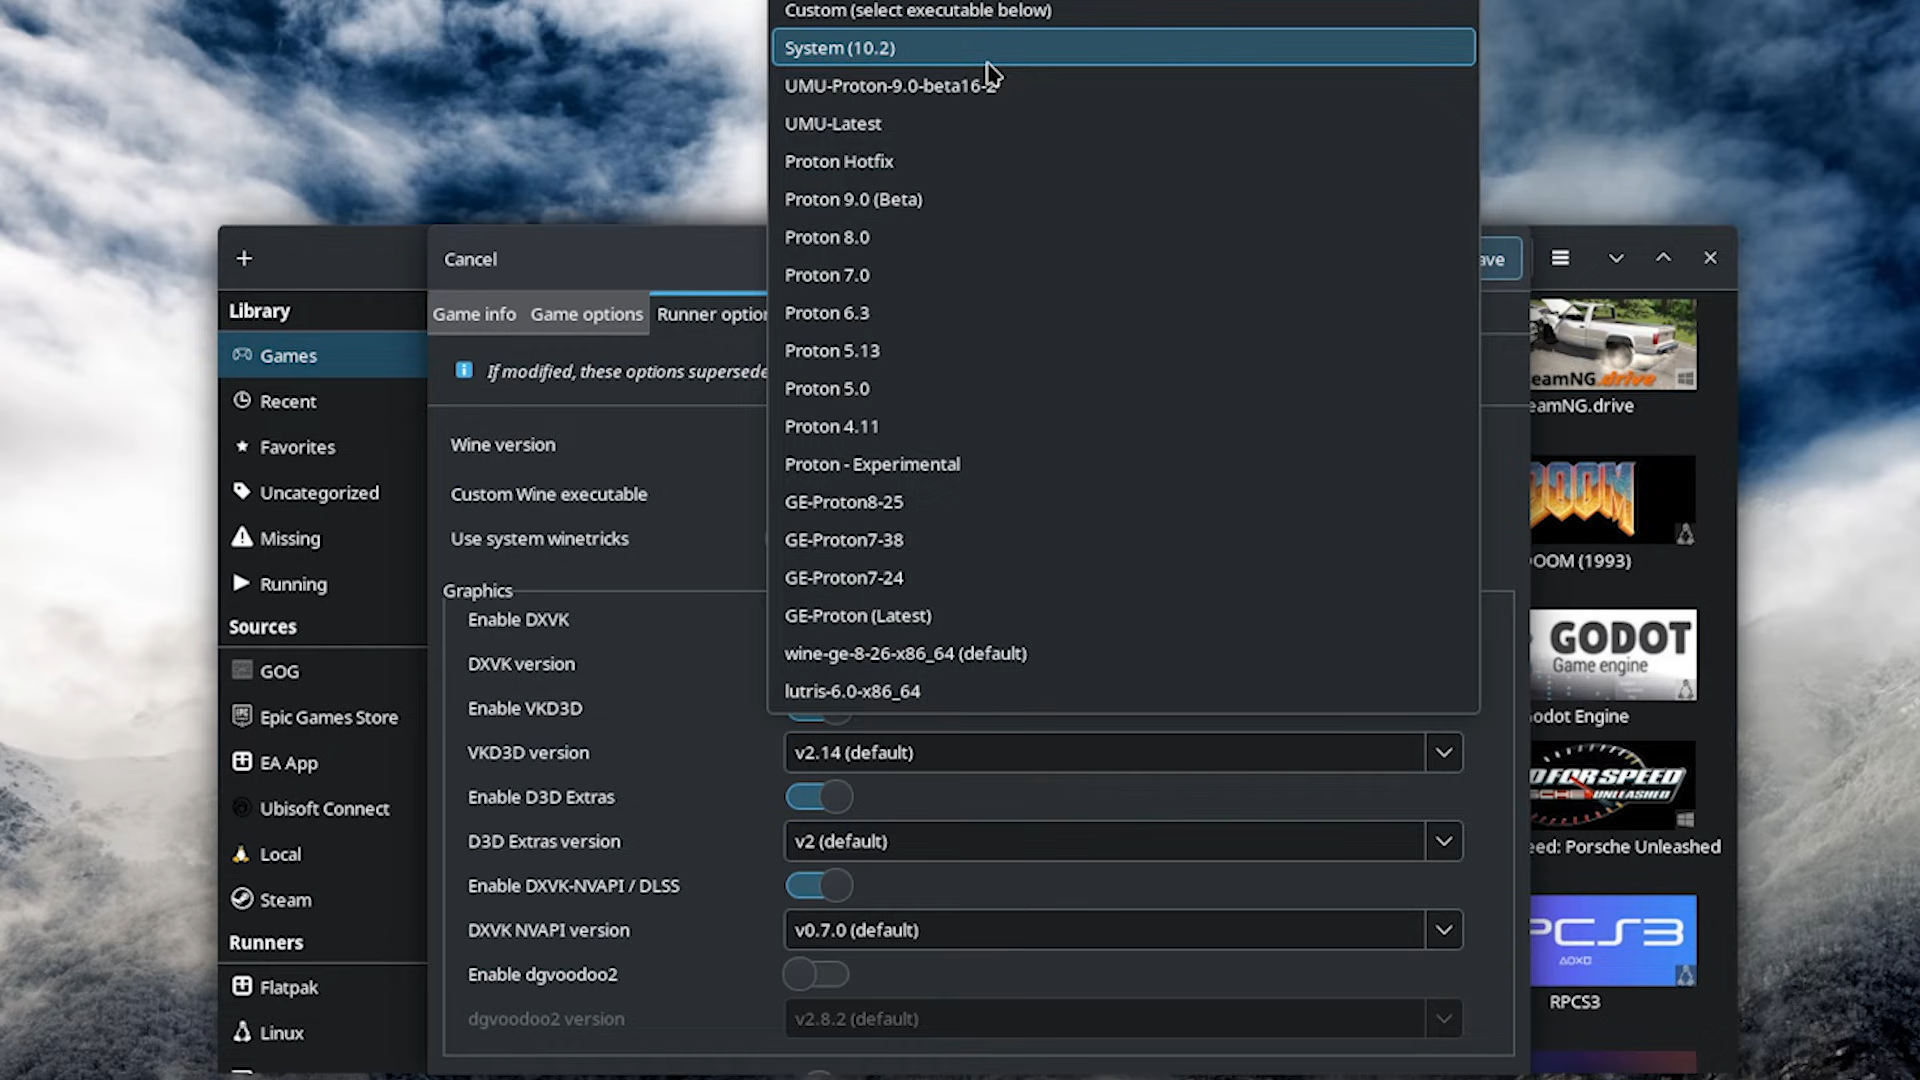 Custom (select executable below)
System (10.2)
UMU-Proton-9.0-beta16-2
UMU-Latest
Proton Hotfix
Proton 9.0 (Beta)
Proton 8.0
Proton 7.0
Proton 6.3
Proton 5.13
Proton 5.0
Proton 4.11
Proton - Experimental
GE-Proton8-25
GE-Proton7-38
GE-Proton7-24
GE-Proton (Latest)
wine-ge-8-26-x86_64 (default)
lutris-6.0-x86_64
+
Library
Games
Recent
Favorites
Uncategorized
Missing
Running
Sources
GOG
Epic Games Store
EA App
Ubisoft Connect
Local
Steam
Runners
Flatpak
Linux
Cancel
ave
Game info Game options Runner option
If modified, these options supersede
Wine version
Custom Wine executable
Use system winetricks
Graphics
Enable DXVK
DXVK version
Enable VKD3D
VKD3D version v2.14 (default)
Enable D3D Extras
D3D Extras version v2 (default)
Enable DXVK-NVAPI / DLSS
DXVK NVAPI version v0.7.0 (default)
Enable dgvoodoo2
dgvoodoo2 version v2.8.2 (default)
eamNG.drive
eamNG.drive
DOOM
OOM (1993)
GODOT
Game engine
odot Engine
D FOR SPEED
SCHE UNLEASHED
eed: Porsche Unleashed
PCS3
RPCS3